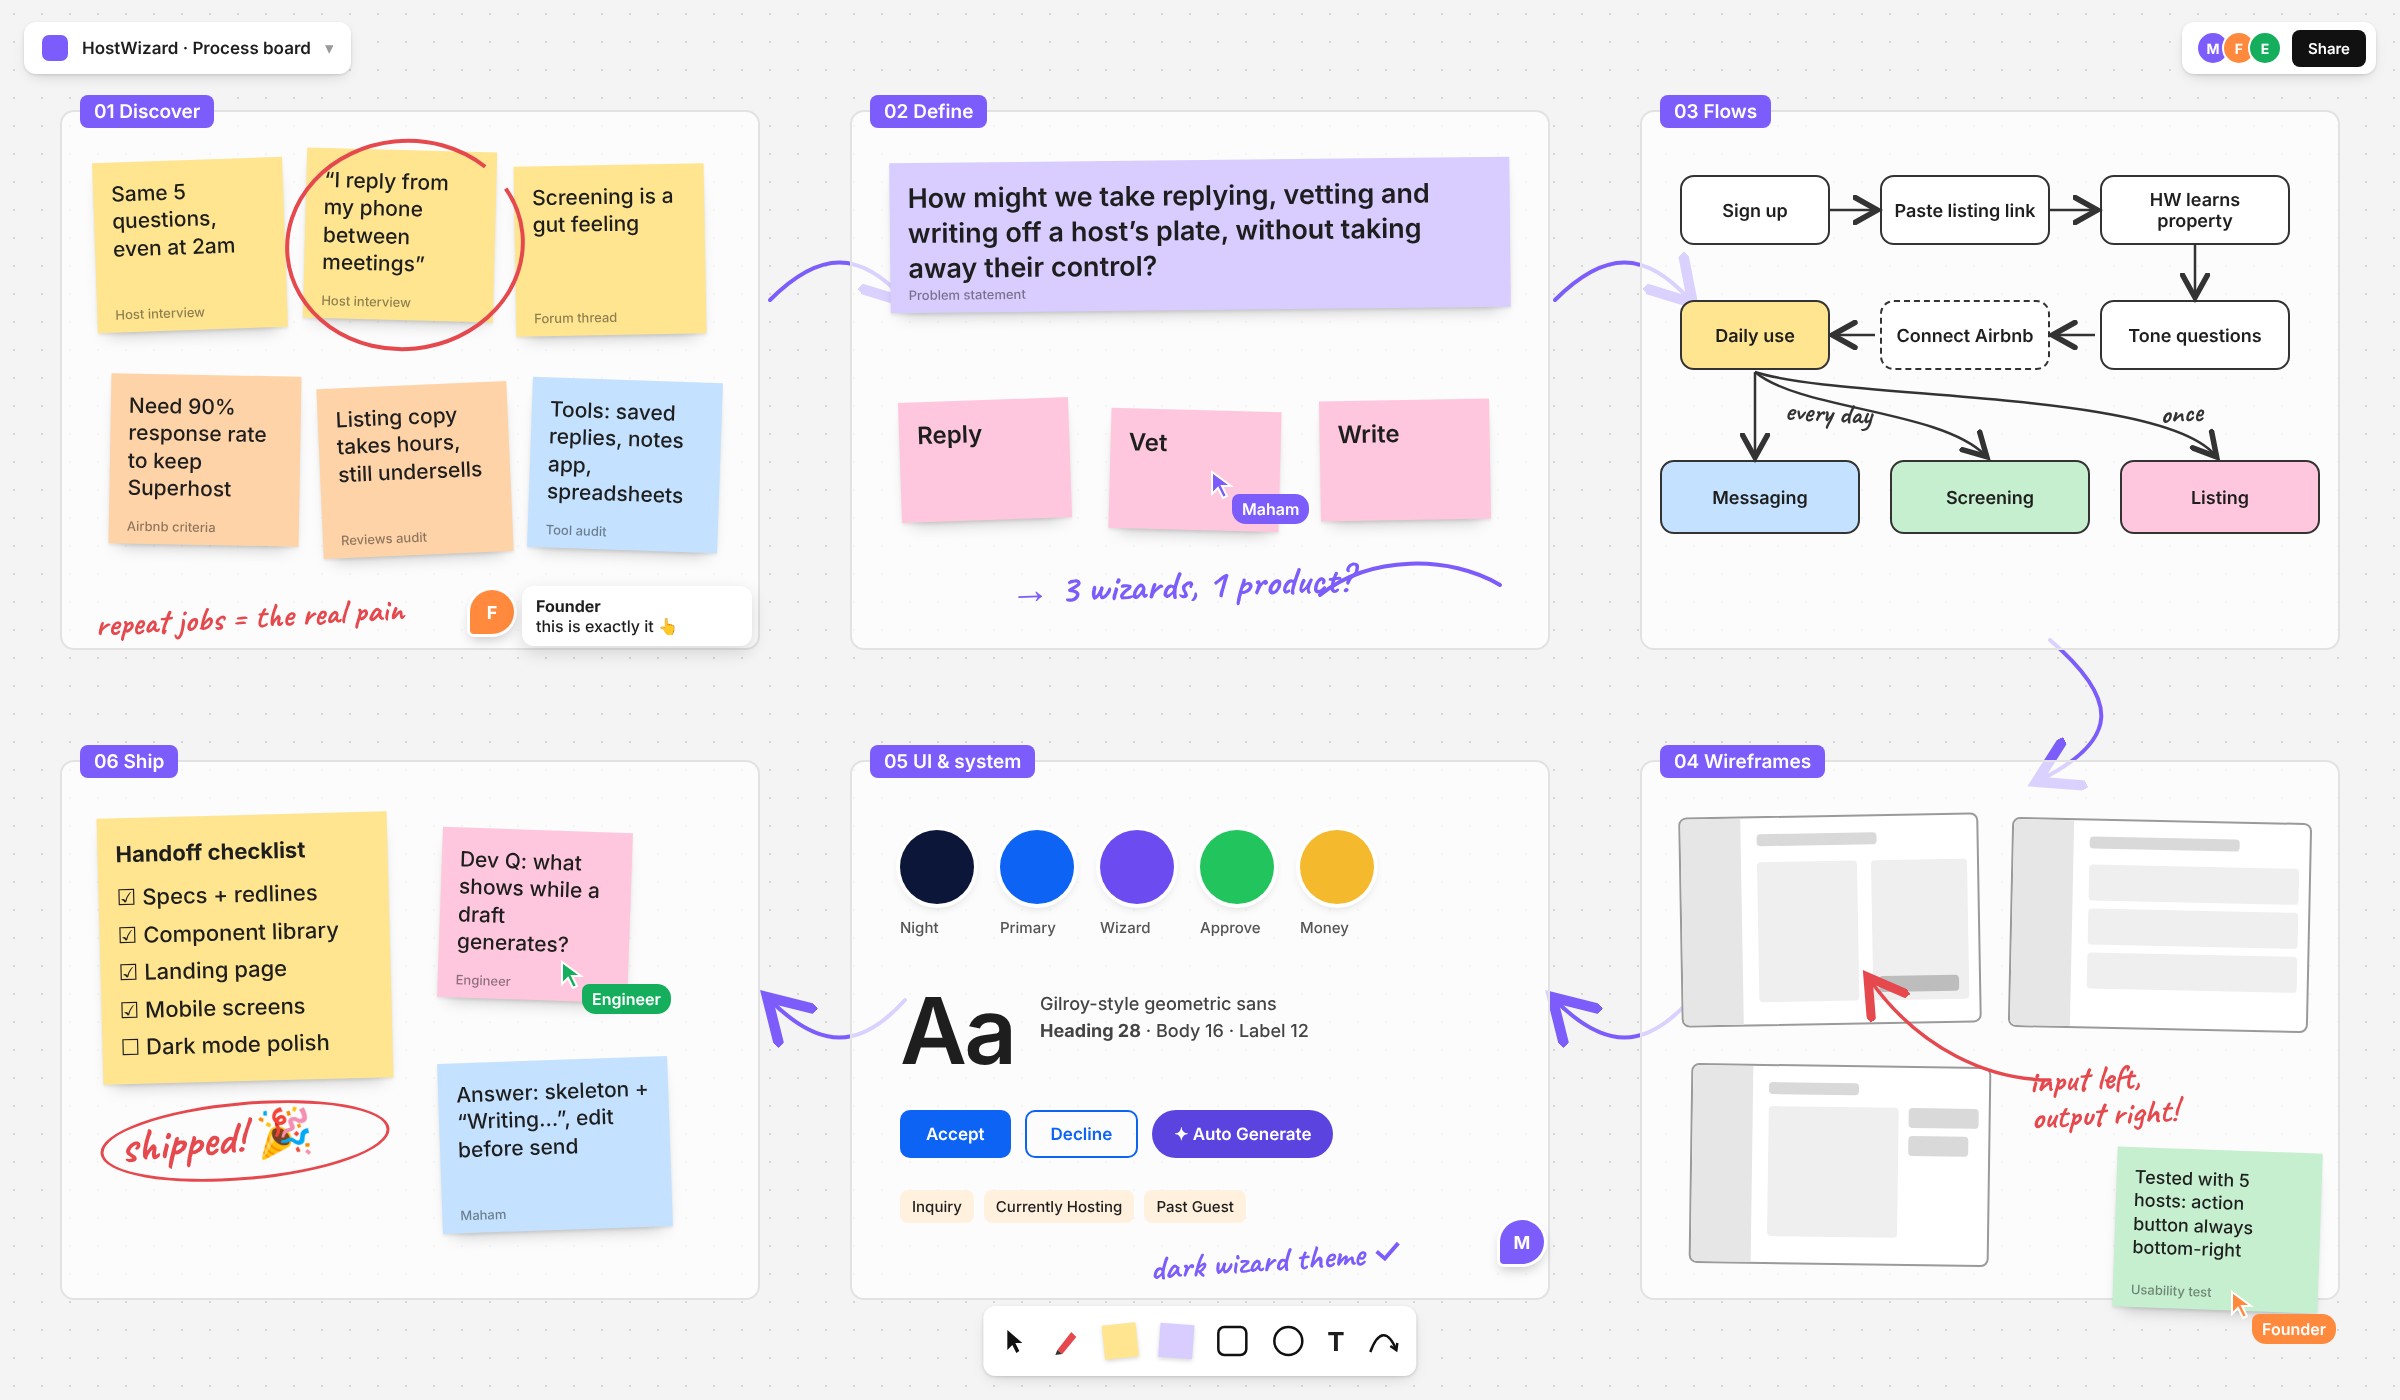 HostWizard · Process board ▾
M F E Share
01 Discover
Same 5
questions,
even at 2am
Host interview
“I reply from
my phone
between
meetings”
Host interview
Screening is a
gut feeling
Forum thread
Need 90%
response rate
to keep
Superhost
Airbnb criteria
Listing copy
takes hours,
still undersells
Reviews audit
Tools: saved
replies, notes
app,
spreadsheets
Tool audit
repeat jobs = the real pain
F
Founder
this is exactly it 👆
02 Define
How might we take replying, vetting and
writing off a host’s plate, without taking
away their control?
Problem statement
Reply
Vet
Write
Maham
→ 3 wizards, 1 product?
03 Flows
Sign up
Paste listing link
HW learns
property
Daily use
Connect Airbnb
Tone questions
every day
once
Messaging
Screening
Listing
06 Ship
Handoff checklist
☑ Specs + redlines
☑ Component library
☑ Landing page
☑ Mobile screens
☐ Dark mode polish
shipped! 🎉
Dev Q: what
shows while a
draft
generates?
Engineer
Engineer
Answer: skeleton +
“Writing…”, edit
before send
Maham
05 UI & system
Night
Primary
Wizard
Approve
Money
Aa
Gilroy-style geometric sans
Heading 28 · Body 16 · Label 12
Accept
Decline
✦ Auto Generate
Inquiry
Currently Hosting
Past Guest
dark wizard theme ✓
M
04 Wireframes
input left,
output right!
Tested with 5
hosts: action
button always
bottom-right
Usability test
Founder
T